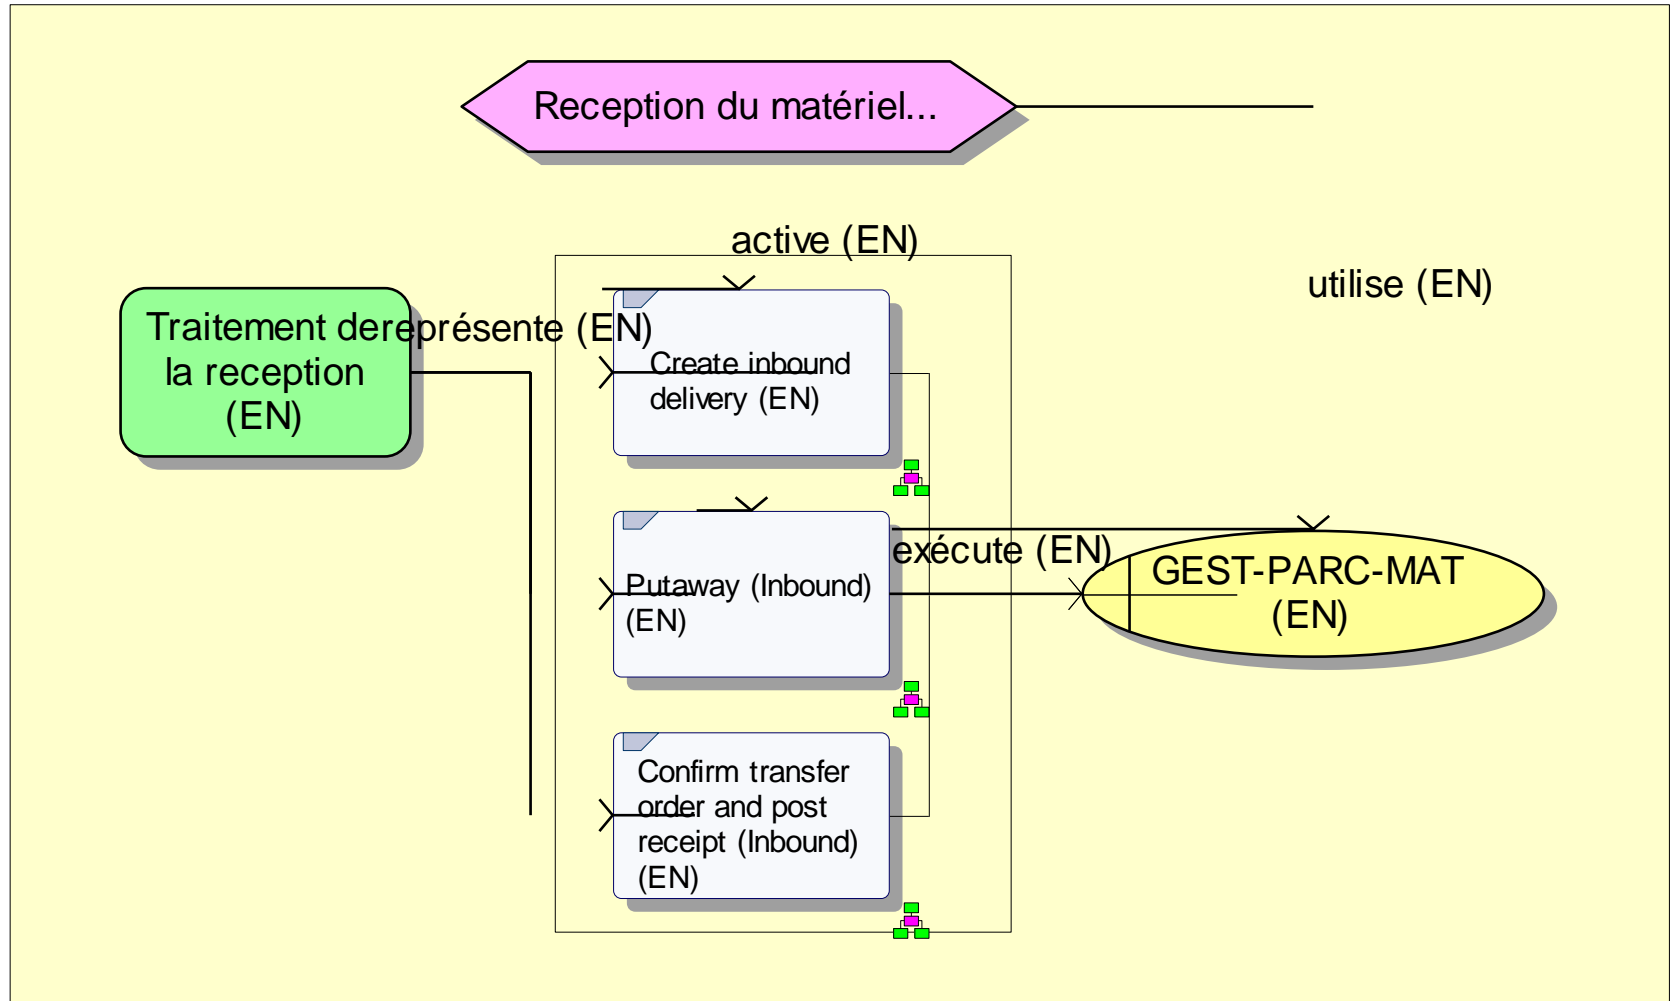 Reception du matériel...
active (EN)
utilise (EN)
Traitement de
la reception
(EN)
représente (EN)
Create inbound
delivery (EN)
Putaway (Inbound)
(EN)
exécute (EN)
GEST-PARC-MAT
(EN)
Confirm transfer
order and post
receipt (Inbound)
(EN)